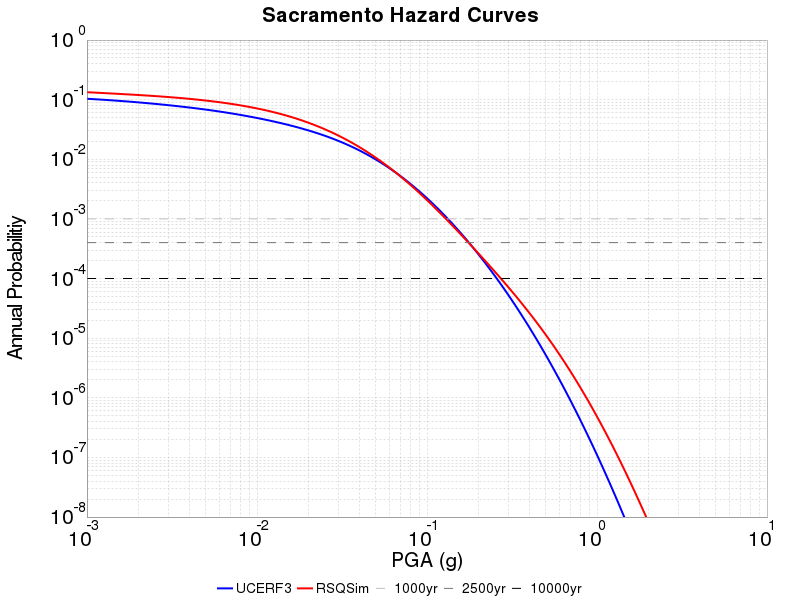 Sacramento Hazard Curves
10^0
10^-1
10^-2
10^-3
10^-4
10^-5
10^-6
10^-7
10^-8
Annual Probabilitiy
10^-3 10^-2 10^-1 10^0 10^1
PGA (g)
UCERF3 RSQSim 1000yr 2500yr 10000yr